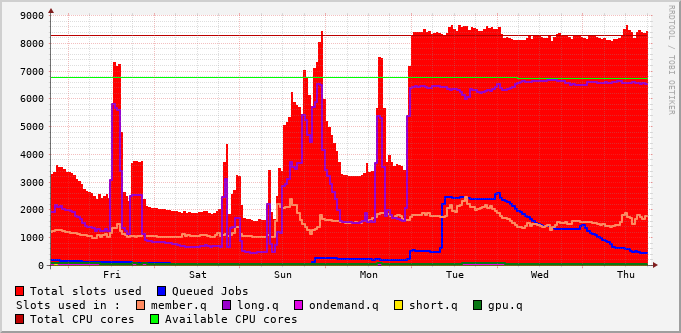 9000
8000
7000
6000
5000
4000
3000
2000
1000
0
Fri Sat Sun Mon Tue Wed Thu
RRDTOOL / TOBI OETIKER
Total slots used Queued Jobs
Slots used in : member.q long.q ondemand.q short.q gpu.q
Total CPU cores Available CPU cores